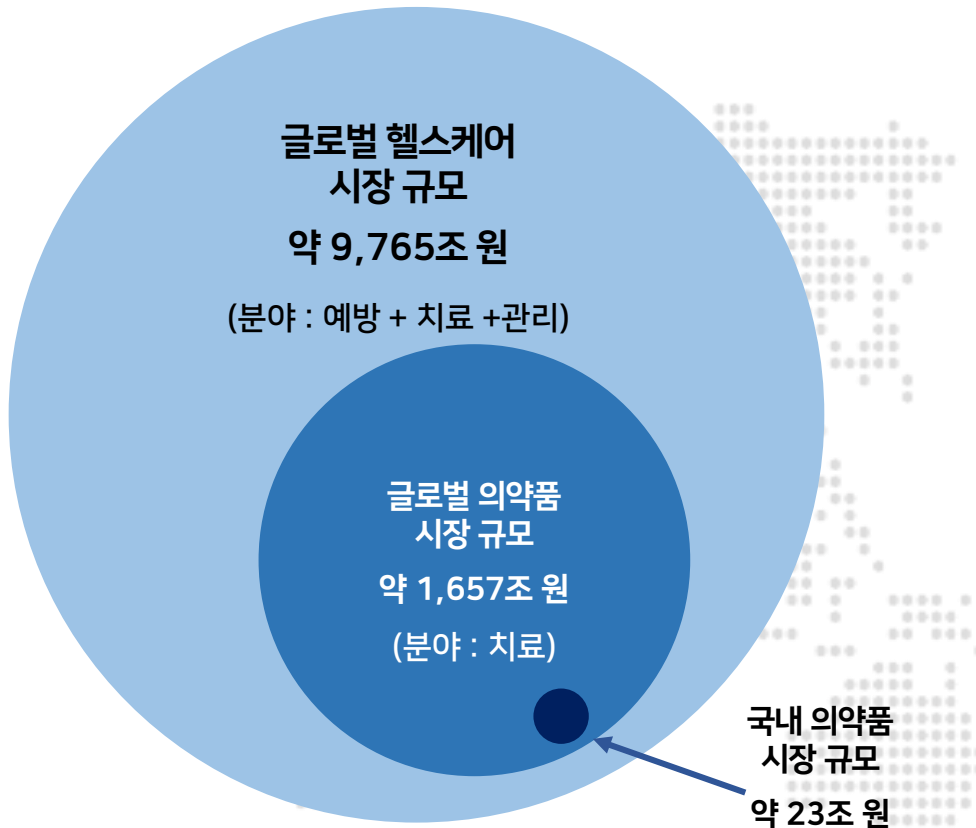 글로벌 헬스케어
시장 규모
약 9,765조 원
(분야 : 예방 + 치료 +관리)
글로벌 의약품
시장 규모
약 1,657조 원
(분야 : 치료)
국내 의약품
시장 규모
약 23조 원